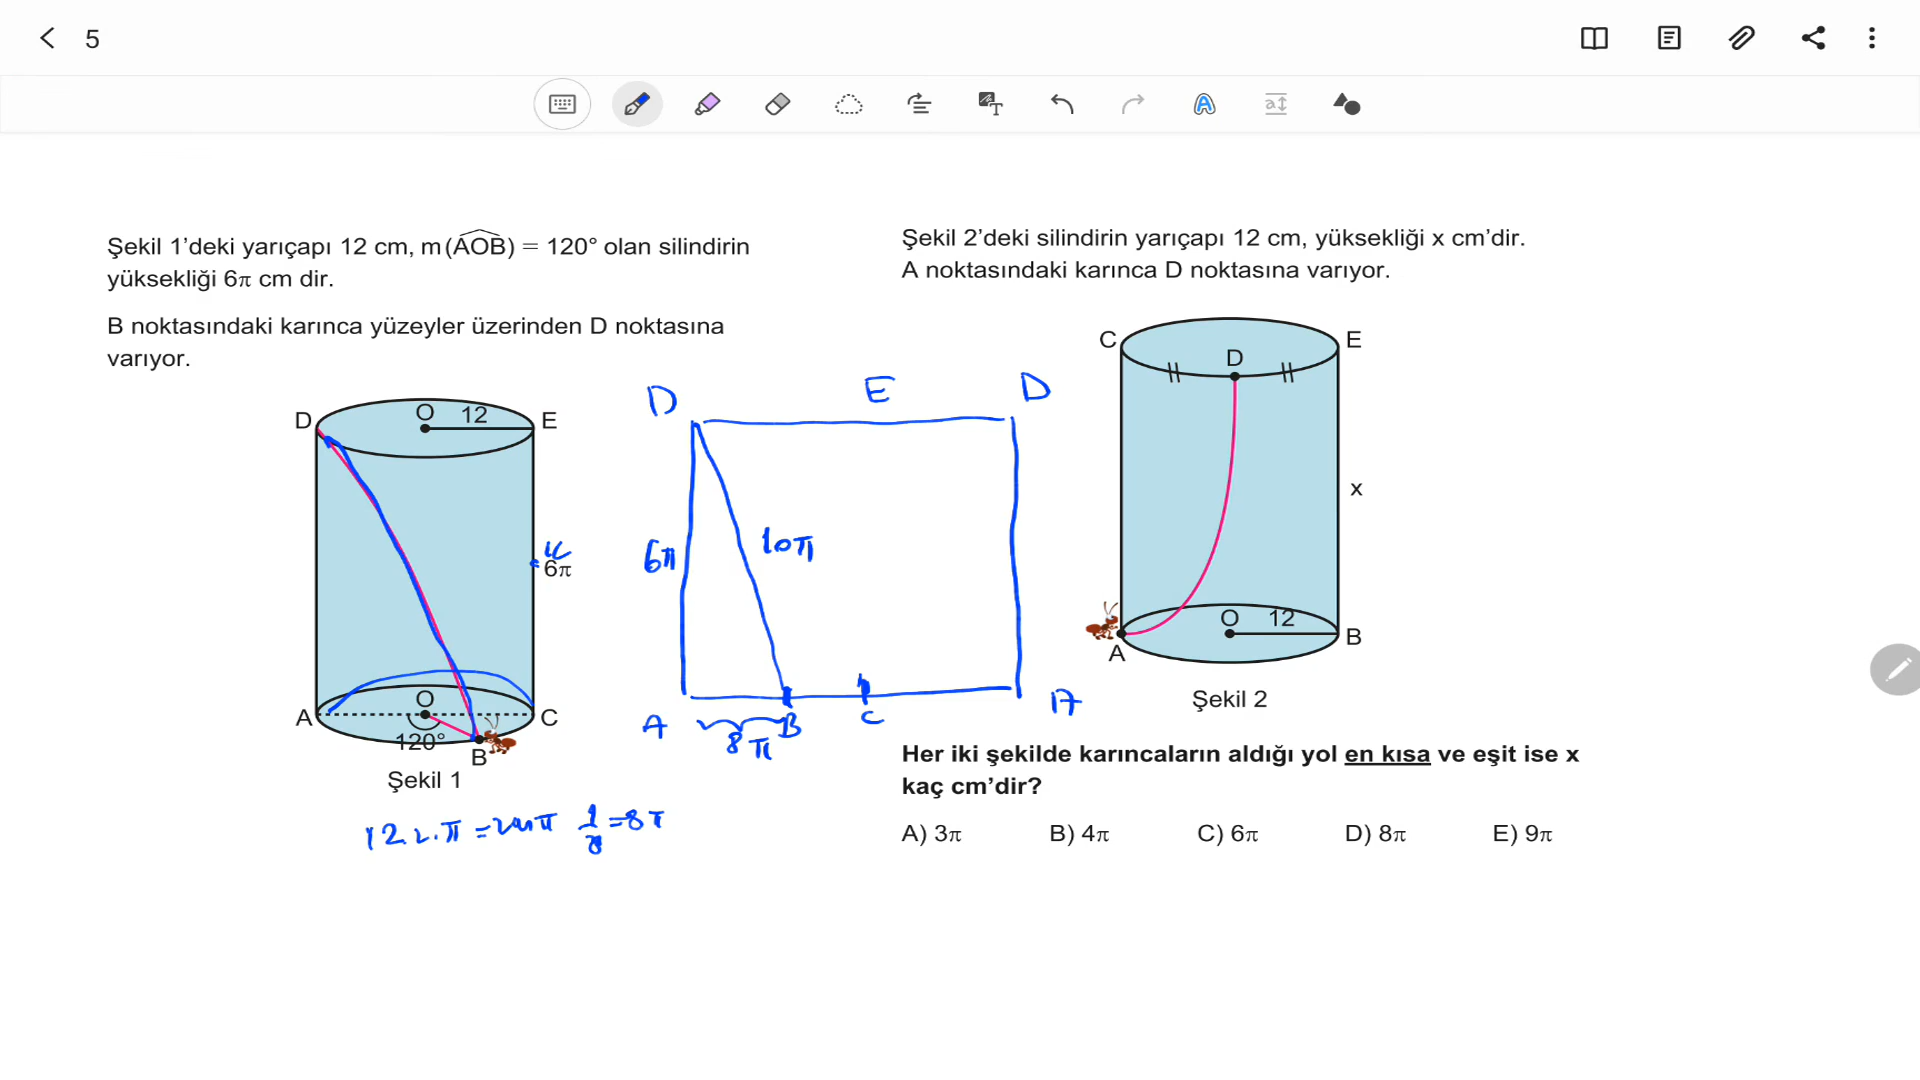 5
Şekil 1’deki yarıçapı 12 cm, m(AOB) = 120° olan silindirin
yüksekliği 6π cm dir.
B noktasındaki karınca yüzeyler üzerinden D noktasına
varıyor.
D
O
12
E
6π
A
O
C
120°
B
Şekil 1
12.2.π = 24π 1/3 = 8π
D
E
D
6π
10π
A
B
C
8π
Şekil 2’deki silindirin yarıçapı 12 cm, yüksekliği x cm’dir.
A noktasındaki karınca D noktasına varıyor.
C
D
E
x
O
12
A
B
Şekil 2
Her iki şekilde karıncaların aldığı yol en kısa ve eşit ise x
kaç cm’dir?
A) 3π B) 4π C) 6π D) 8π E) 9π